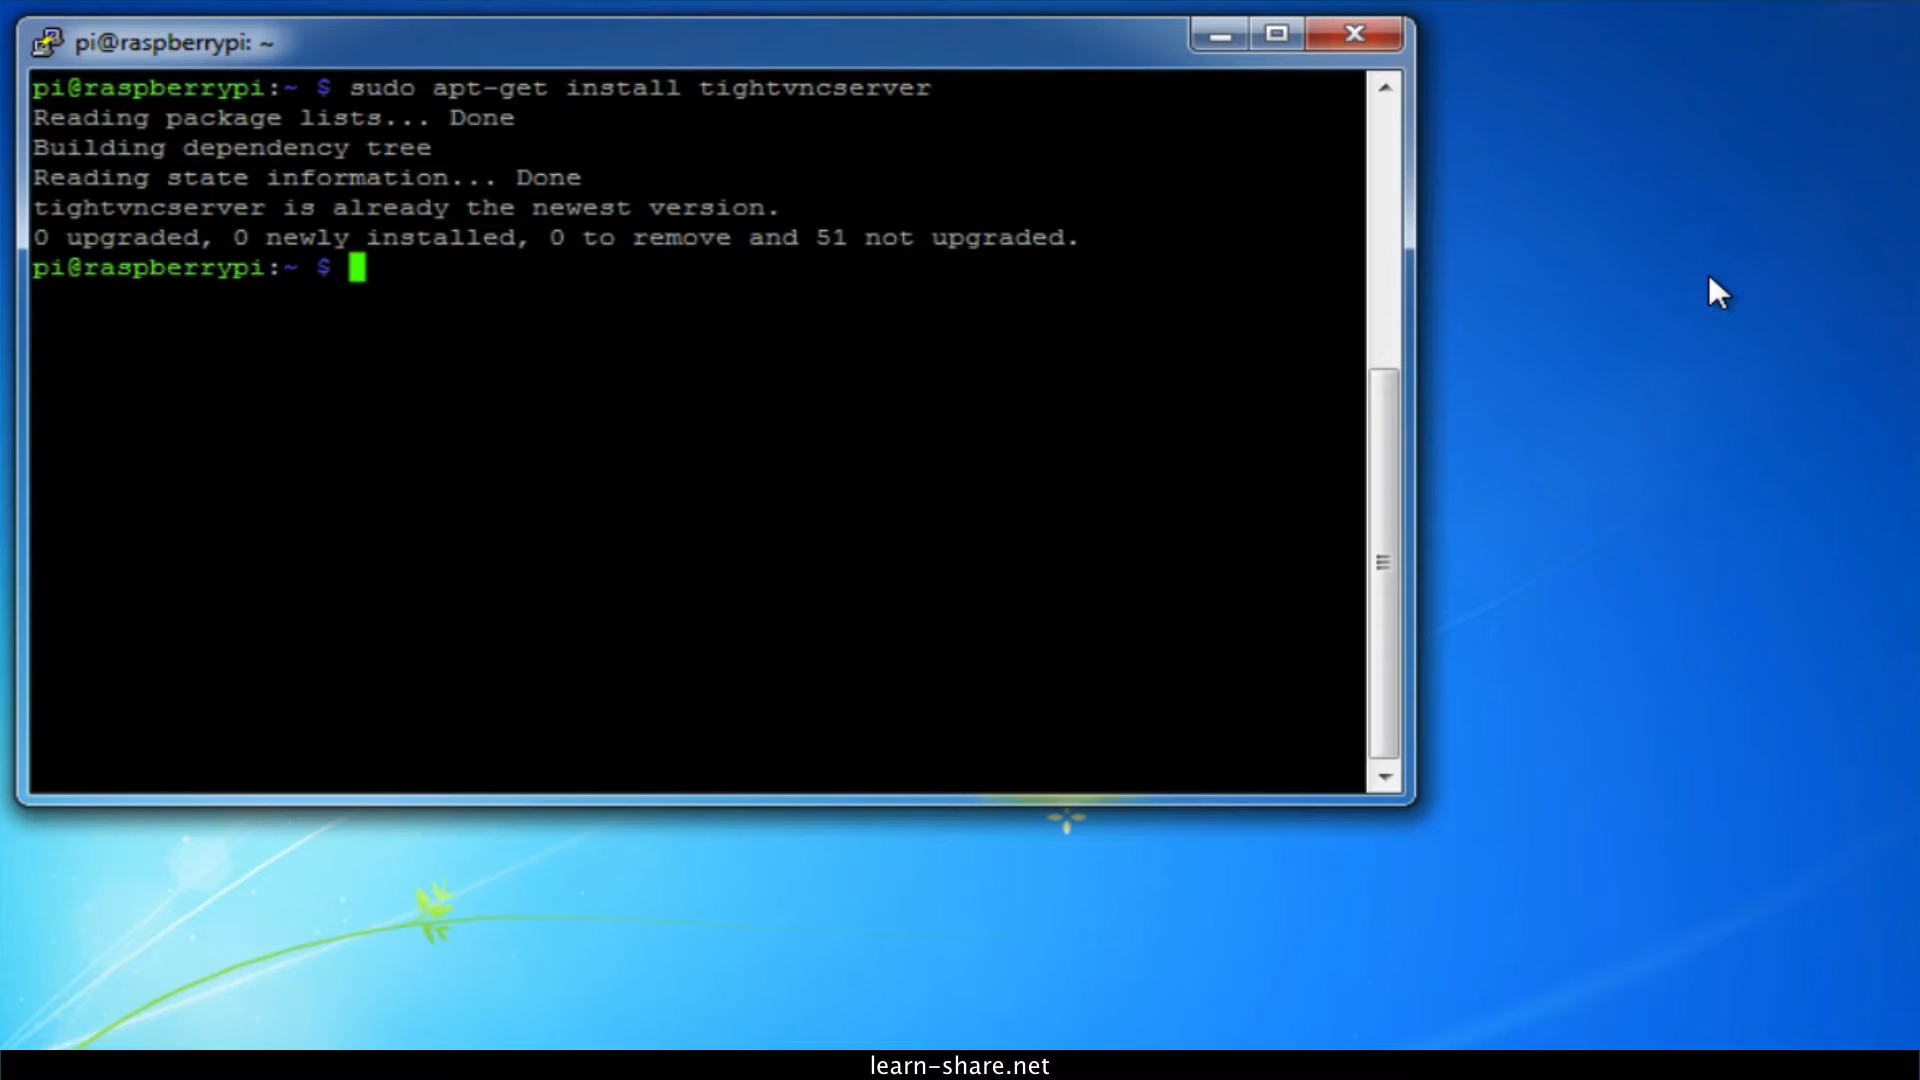 pi@raspberrypi: ~
pi@raspberrypi:~ $ sudo apt-get install tightvncserver
Reading package lists... Done
Building dependency tree
Reading state information... Done
tightvncserver is already the newest version.
0 upgraded, 0 newly installed, 0 to remove and 51 not upgraded.
pi@raspberrypi:~ $
learn-share.net